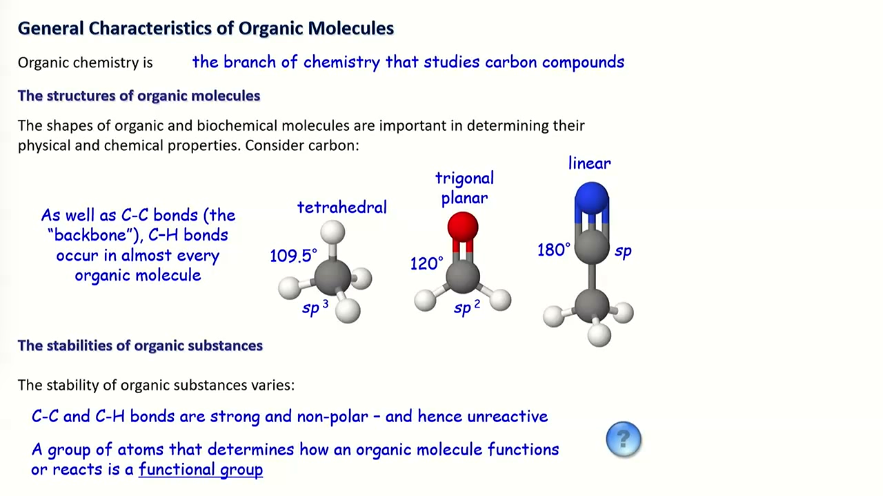 General Characteristics of Organic Molecules
Organic chemistry is the branch of chemistry that studies carbon compounds
The structures of organic molecules
The shapes of organic and biochemical molecules are important in determining their
physical and chemical properties. Consider carbon:
As well as C-C bonds (the
“backbone”), C–H bonds
occur in almost every
organic molecule
tetrahedral
109.5°
sp³
trigonal
planar
120°
sp²
linear
180°
sp
The stabilities of organic substances
The stability of organic substances varies:
C-C and C-H bonds are strong and non-polar – and hence unreactive
A group of atoms that determines how an organic molecule functions
or reacts is a functional group
?